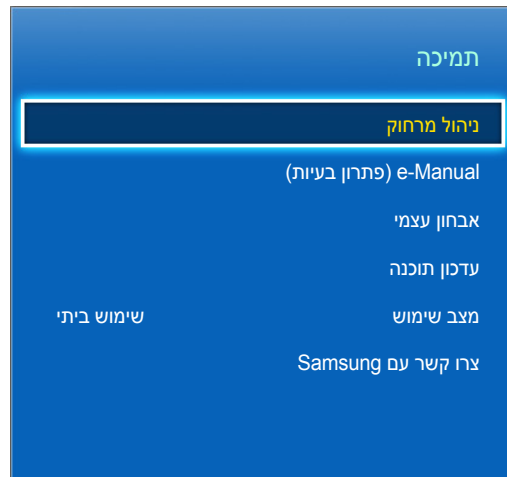 תמיכה
ניהול מרחוק
e-Manual (פתרון בעיות)
אבחון עצמי
עדכון תוכנה
מצב שימוש שימוש ביתי
צרו קשר עם Samsung